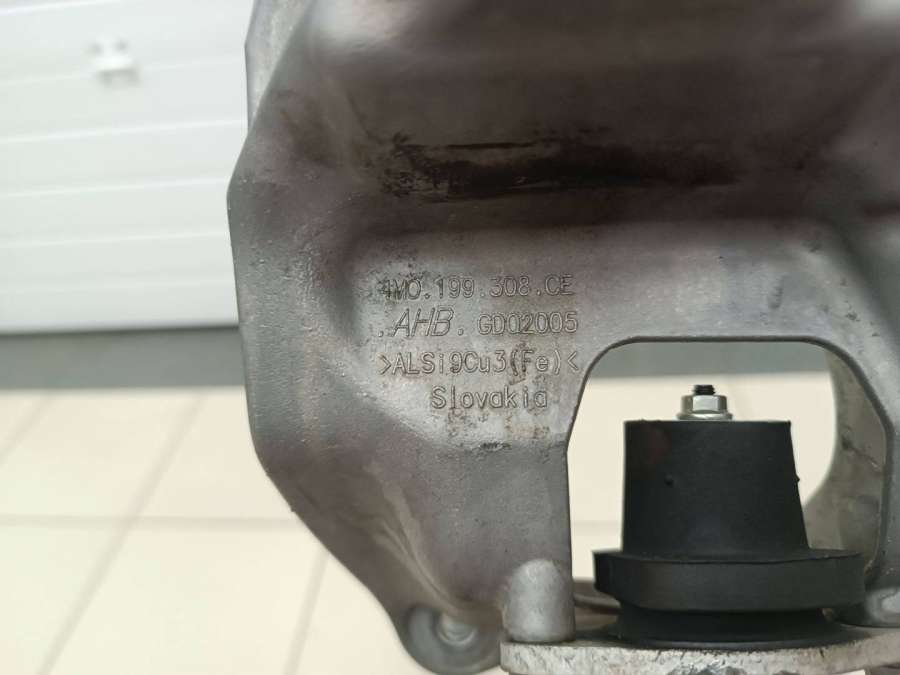 4M0.199.308.CE
.AHB. GD02005
>ALSi9Cu3(Fe)<
Slovakia